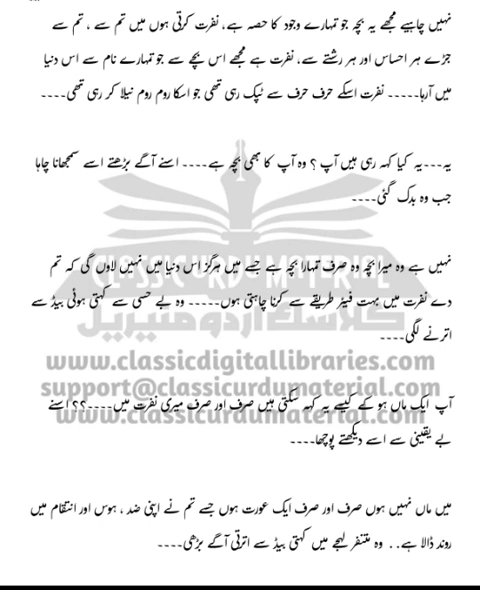 نہیں چاہیے مجھے یہ بچہ جو تمہارے وجود کا حصہ ہے، نفرت کرتی ہوں میں تم سے ، تم سے
جڑے ہر احساس اور ہر رشتے سے، نفرت ہے مجھے اس بچے سے جو تمہارے نام سے اس دنیا
میں آرہا۔۔۔۔۔ نفرت اسکے حرف حرف سے ٹپک رہی تھی جو اسکا روم روم نیلا کر رہی تھی۔۔۔۔
یہ۔۔۔یہ کیا کہہ رہی ہیں آپ ؟ وہ آپ کا بھی بچہ ہے۔۔۔۔ اسنے آگے بڑھتے اسے سمجھانا چاہا
جب وہ بدک گئی۔۔۔۔
CLASSIC URDU MATERIAL
نہیں ہے وہ میرا بچہ وہ صرف تمہارا بچہ ہے جسے میں ہرگز اس دنیا میں نہیں لاوں گی کہ تم
دے نفرت میں بہت فیئر طریقے سے کرنا چاہتی ہوں۔۔۔۔۔ وہ بے حسی سے کہتی ہوئی بیڈ سے
کلاسک اردو میٹیریل
اترنے لگی۔۔۔۔
www.classicdigitallibraries.com
support@classicurdumaterial.com
آپ ایک ماں ہو کے کیسے یہ کہہ سکتی ہیں صرف اور صرف میری نفرت میں۔۔۔۔؟؟ اسنے
www.classicurdumaterial.com
بے یقینی سے اسے دیکھتے پوچھا۔۔۔۔
میں ماں نہیں ہوں صرف اور صرف ایک عورت ہوں جسے تم نے اپنی ضد ، ہوس اور انتقام میں
روند ڈالا ہے۔ ۔ وہ متنفر لہجے میں کہتی بیڈ سے اترتی آگے بڑھی۔۔۔۔